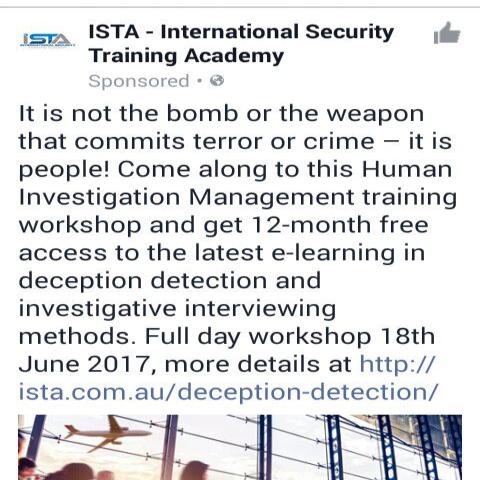 ISTA
INTERNATIONAL SECURITY
ISTA - International Security
Training Academy
Sponsored •
It is not the bomb or the weapon
that commits terror or crime – it is
people! Come along to this Human
Investigation Management training
workshop and get 12-month free
access to the latest e-learning in
deception detection and
investigative interviewing
methods. Full day workshop 18th
June 2017, more details at http://
ista.com.au/deception-detection/